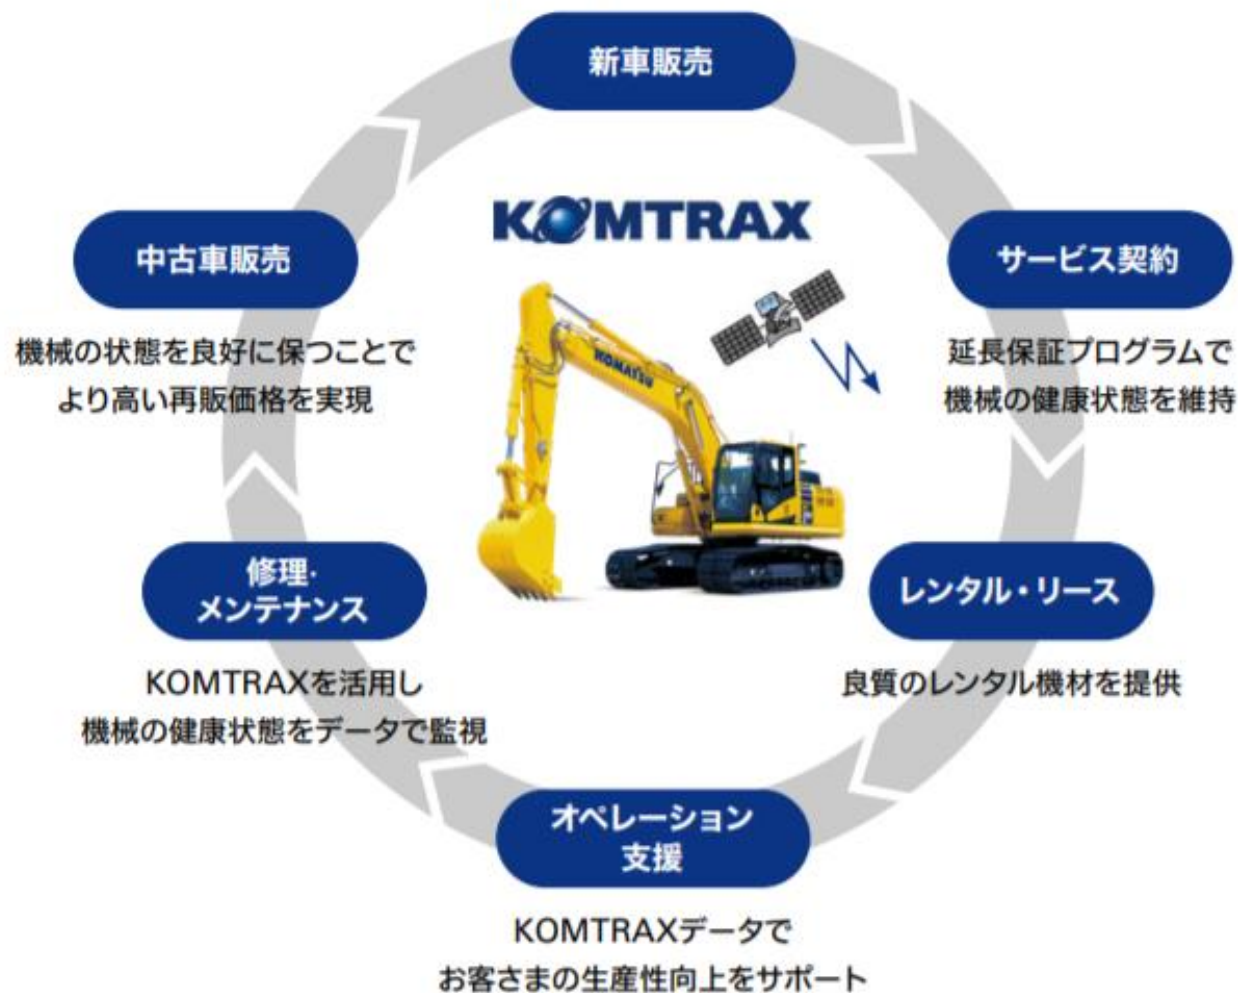 新車販売
KOMTRAX
サービス契約
延長保証プログラムで
機械の健康状態を維持
レンタル・リース
良質のレンタル機材を提供
オペレーション
支援
KOMTRAXデータで
お客さまの生産性向上をサポート
修理・
メンテナンス
KOMTRAXを活用し
機械の健康状態をデータで監視
中古車販売
機械の状態を良好に保つことで
より高い再販価格を実現
KOMATSU